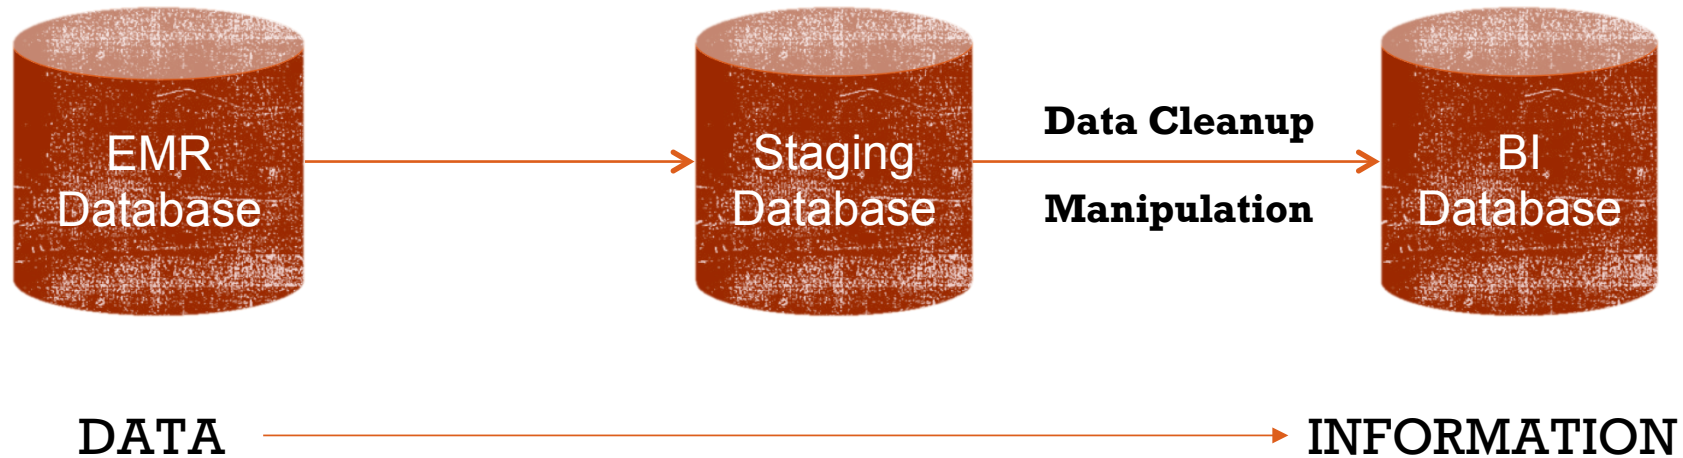 EMR
Database
Staging
Database
Data Cleanup
Manipulation
BI
Database
DATA
INFORMATION